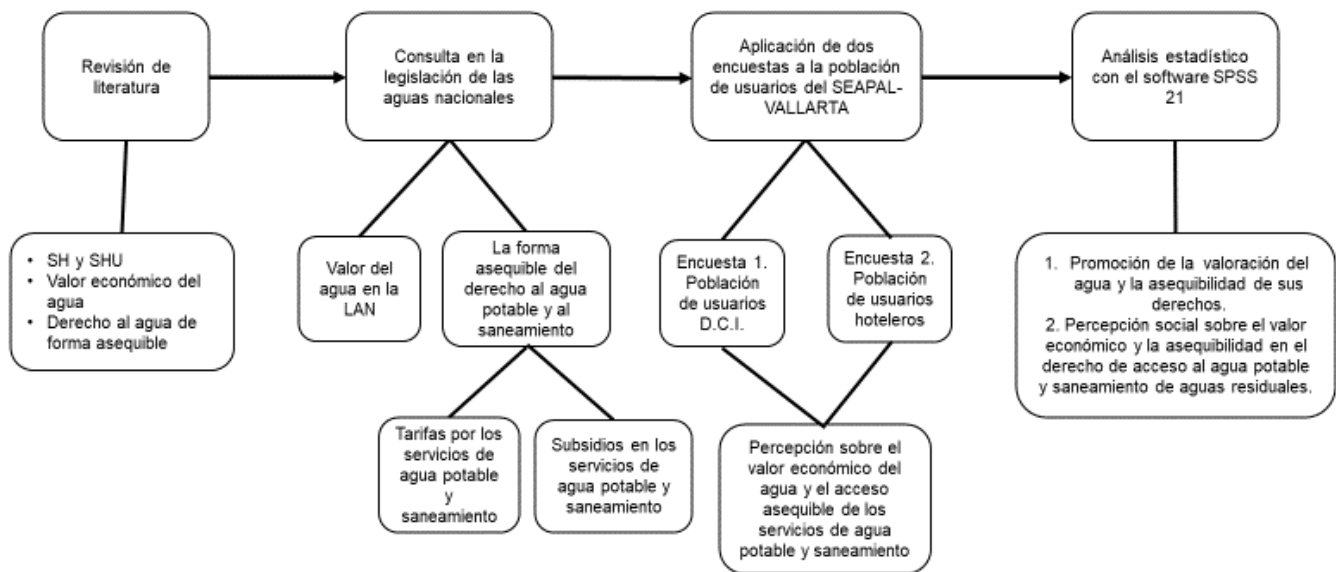 Revisión de
literatura
Consulta en la
legislación de las
aguas nacionales
Aplicación de dos
encuestas a la población
de usuarios del SEAPAL-
VALLARTA
Análisis estadístico
con el software SPSS
21
• SH y SHU
• Valor económico del
agua
• Derecho al agua de
forma asequible
Valor del
agua en la
LAN
La forma
asequible del
derecho al agua
potable y al
saneamiento
Encuesta 1.
Población
de usuarios
D.C.I.
Encuesta 2.
Población
de usuarios
hoteleros
1. Promoción de la valoración del
agua y la asequibilidad de sus
derechos.
2. Percepción social sobre el valor
económico y la asequibilidad en el
derecho de acceso al agua potable
y saneamiento de aguas residuales.
Tarifas por los
servicios de
agua potable
y
saneamiento
Subsidios en los
servicios de
agua potable y
saneamiento
Percepción sobre el
valor económico del
agua y el acceso
asequible de los
servicios de agua
potable y saneamiento